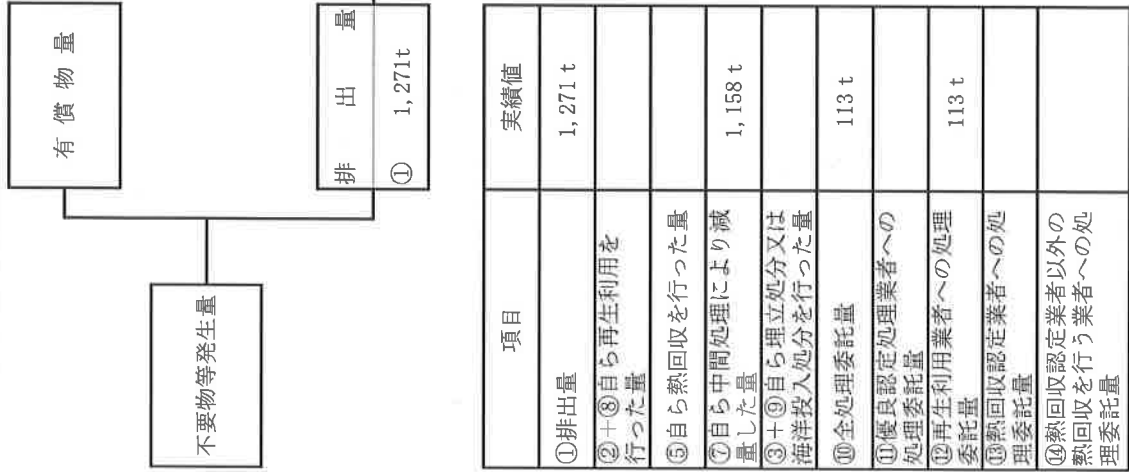 有償物量
不要物等発生量
排出量
① 1,271t
項目 実績値
①排出量 1,271 t
②+⑧自ら再生利用を
行った量
⑤自ら熱回収を行った量
⑦自ら中間処理により減
量した量 1,158 t
③+⑨自ら埋立処分又は
海洋投入処分を行った量
⑩全処理委託量 113 t
⑪優良認定処理業者への
処理委託量
⑫再生利用業者への処理
委託量 113 t
⑬熱回収認定業者への処
理委託量
⑭熱回収認定業者以外の
熱回収を行う業者への処
理委託量